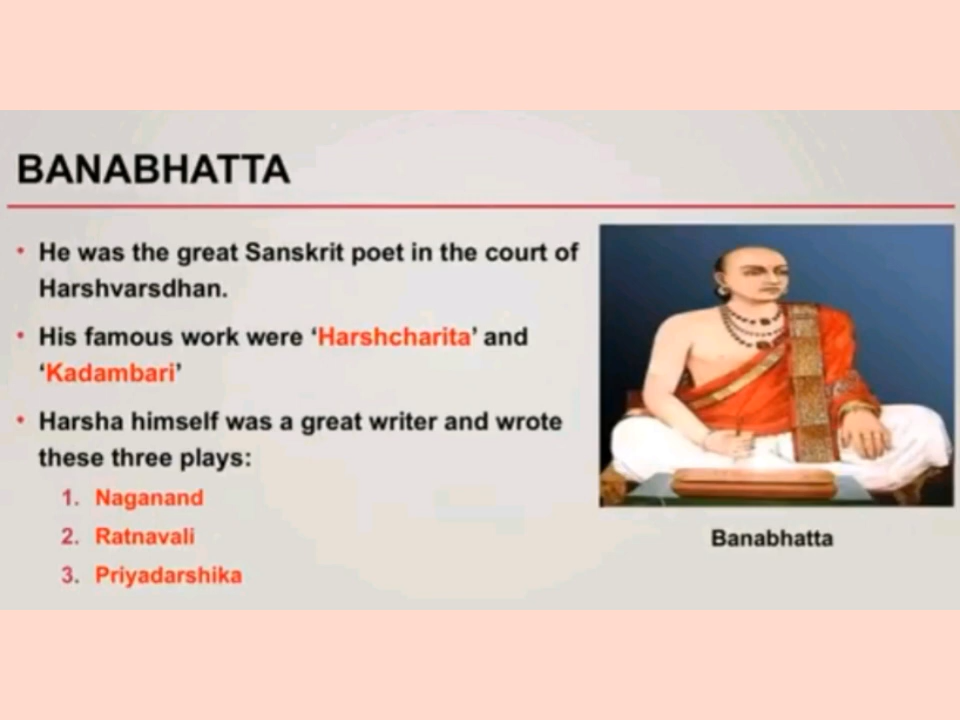 BANABHATTA
• He was the great Sanskrit poet in the court of
Harshvarsdhan.
• His famous work were ‘Harshcharita’ and
‘Kadambari’
• Harsha himself was a great writer and wrote
these three plays:
1. Naganand
2. Ratnavali
3. Priyadarshika
Banabhatta